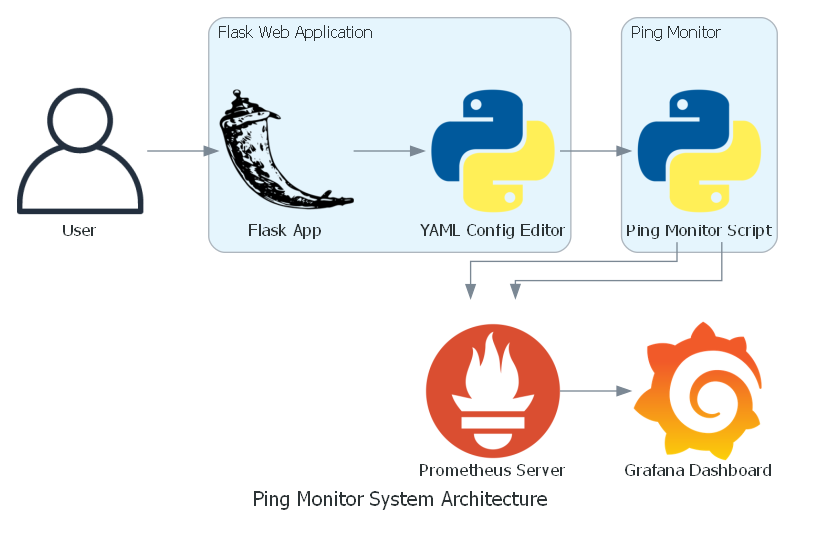 Flask Web Application
Ping Monitor
User
Flask App
YAML Config Editor
Ping Monitor Script
Prometheus Server
Grafana Dashboard
Ping Monitor System Architecture